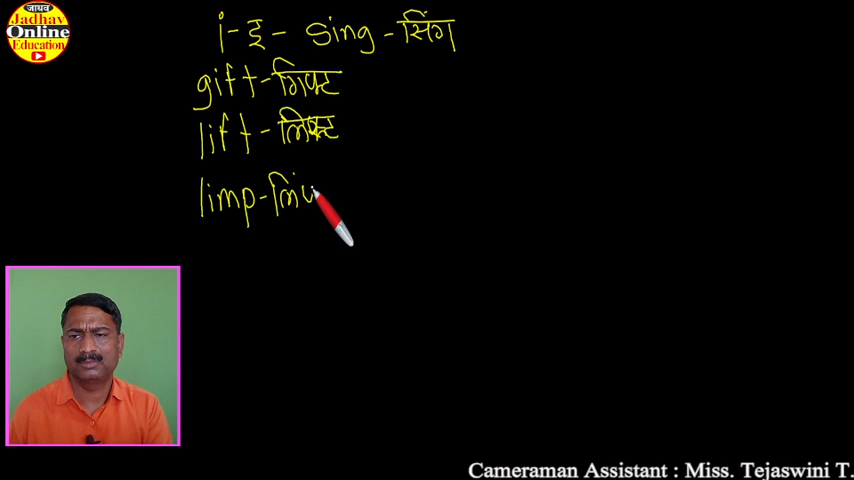 जाधव
Jadhav
Online
Education
i-इ- sing-सिंग
gift-गिफ्ट
lift-लिफ्ट
limp-लिंप
Cameraman Assistant : Miss. Tejaswini T.